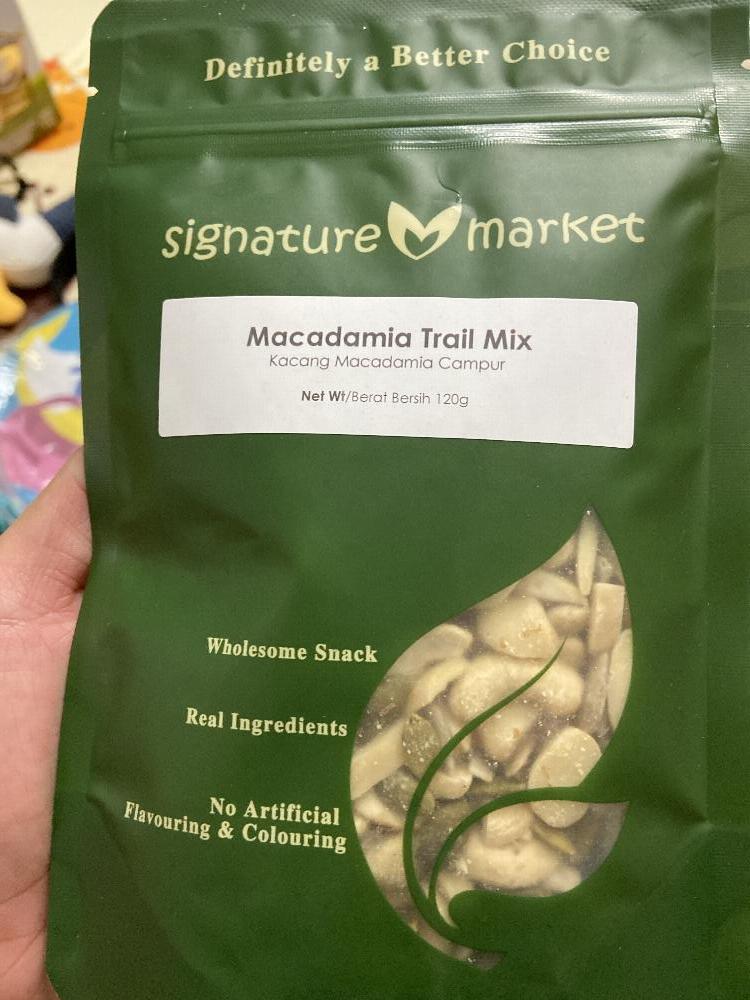 Definitely a Better Choice
signature market
Macadamia Trail Mix
Kacang Macadamia Campur
Net Wt/Berat Bersih 120g
Wholesome Snack
Real Ingredients
No Artificial
Flavouring & Colouring